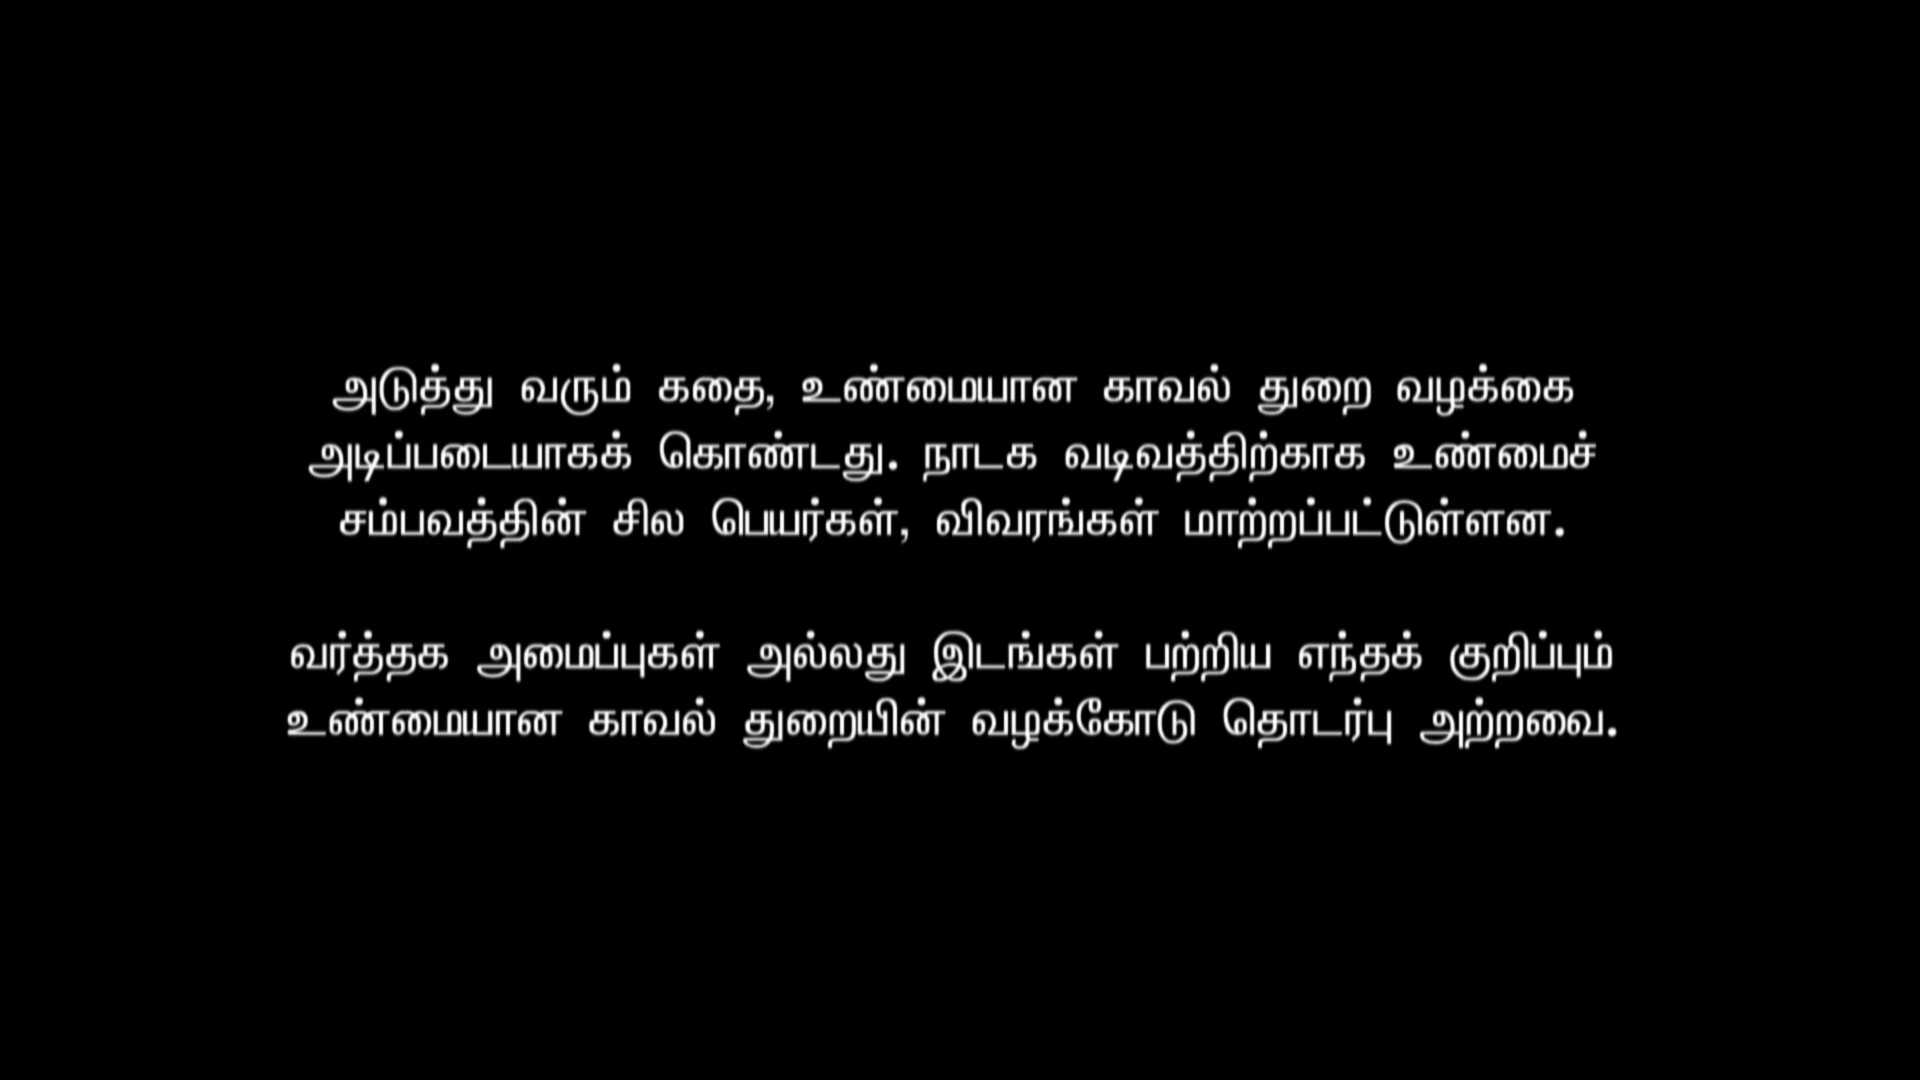 அடுத்து வரும் கதை, உண்மையான காவல் துறை வழக்கை
அடிப்படையாகக் கொண்டது. நாடக வடிவத்திற்காக உண்மைச்
சம்பவத்தின் சில பெயர்கள், விவரங்கள் மாற்றப்பட்டுள்ளன.
வர்த்தக அமைப்புகள் அல்லது இடங்கள் பற்றிய எந்தக் குறிப்பும்
உண்மையான காவல் துறையின் வழக்கோடு தொடர்பு அற்றவை.